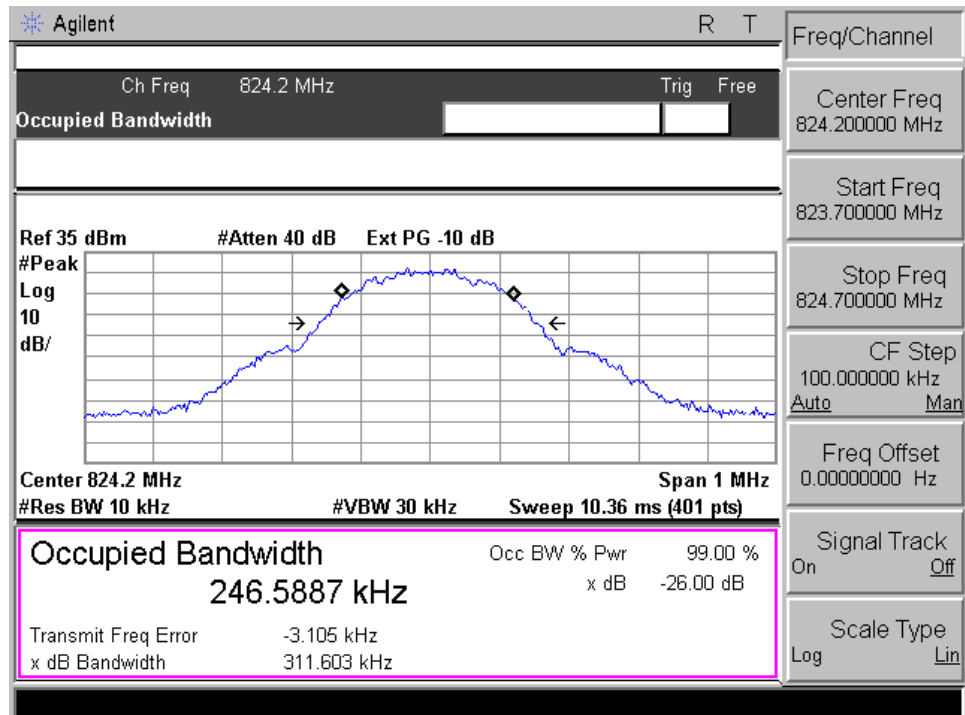 Agilent R T
Ch Freq 824.2 MHz Trig Free
Occupied Bandwidth
Ref 35 dBm #Atten 40 dB Ext PG -10 dB
#Peak
Log
10
dB/
Center 824.2 MHz Span 1 MHz
#Res BW 10 kHz #VBW 30 kHz Sweep 10.36 ms (401 pts)
Occupied Bandwidth Occ BW % Pwr 99.00 %
246.5887 kHz x dB -26.00 dB
Transmit Freq Error -3.105 kHz
x dB Bandwidth 311.603 kHz
Freq/Channel
Center Freq
824.200000 MHz
Start Freq
823.700000 MHz
Stop Freq
824.700000 MHz
CF Step
100.000000 kHz
Auto Man
Freq Offset
0.00000000 Hz
Signal Track
On Off
Scale Type
Log Lin